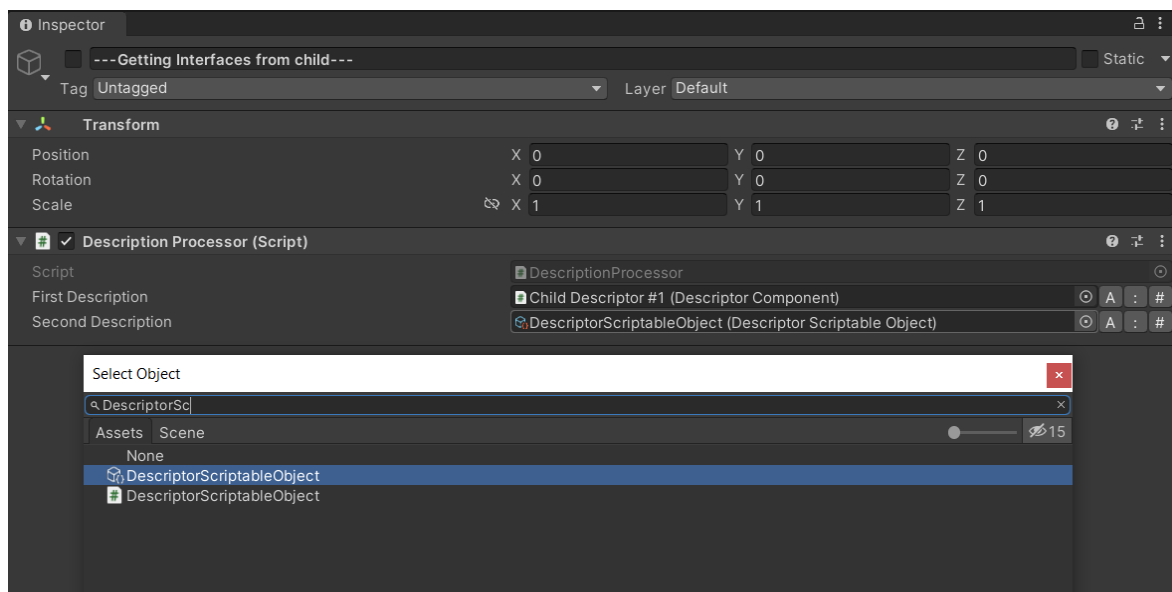 Inspector
---Getting Interfaces from child--- Static
Tag Untagged Layer Default
Transform
Position X 0 Y 0 Z 0
Rotation X 0 Y 0 Z 0
Scale X 1 Y 1 Z 1
# Description Processor (Script)
Script # DescriptionProcessor
First Description # Child Descriptor #1 (Descriptor Component) A : #
Second Description DescriptorScriptableObject (Descriptor Scriptable Object) A : #
Select Object
DescriptorSc
Assets Scene 15
None
DescriptorScriptableObject
# DescriptorScriptableObject